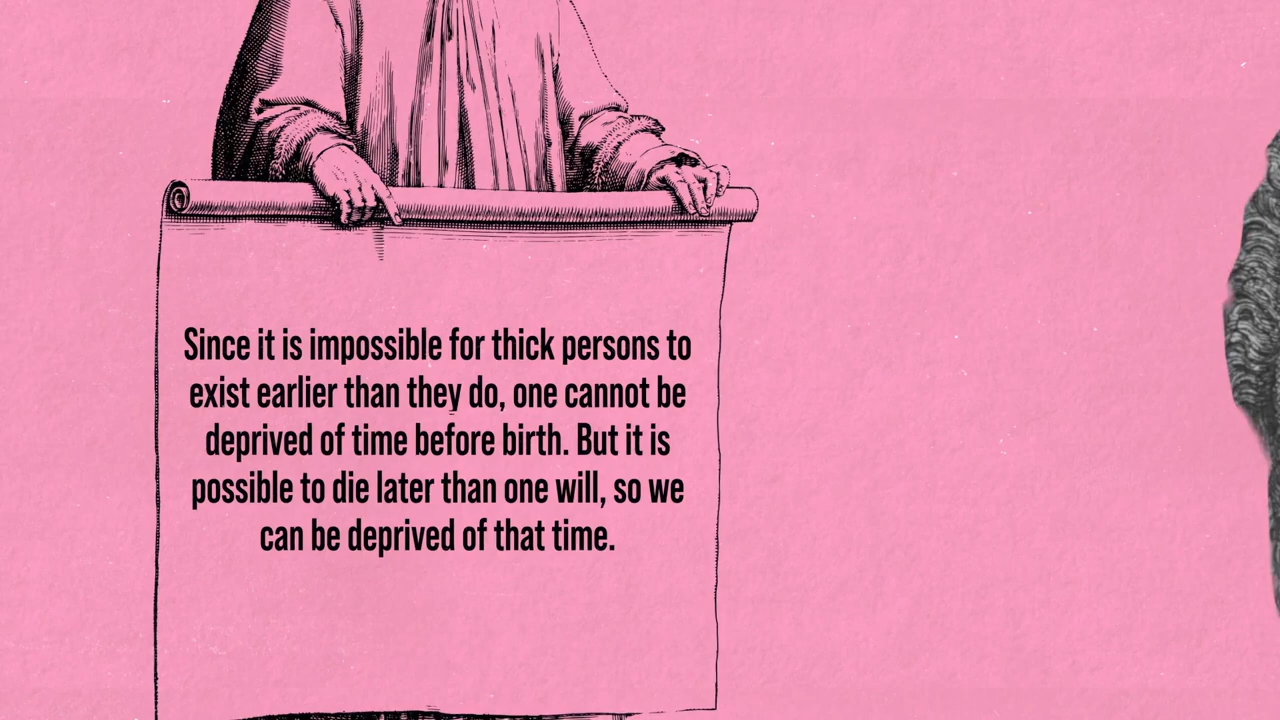 Since it is impossible for thick persons to
exist earlier than they do, one cannot be
deprived of time before birth. But it is
possible to die later than one will, so we
can be deprived of that time.